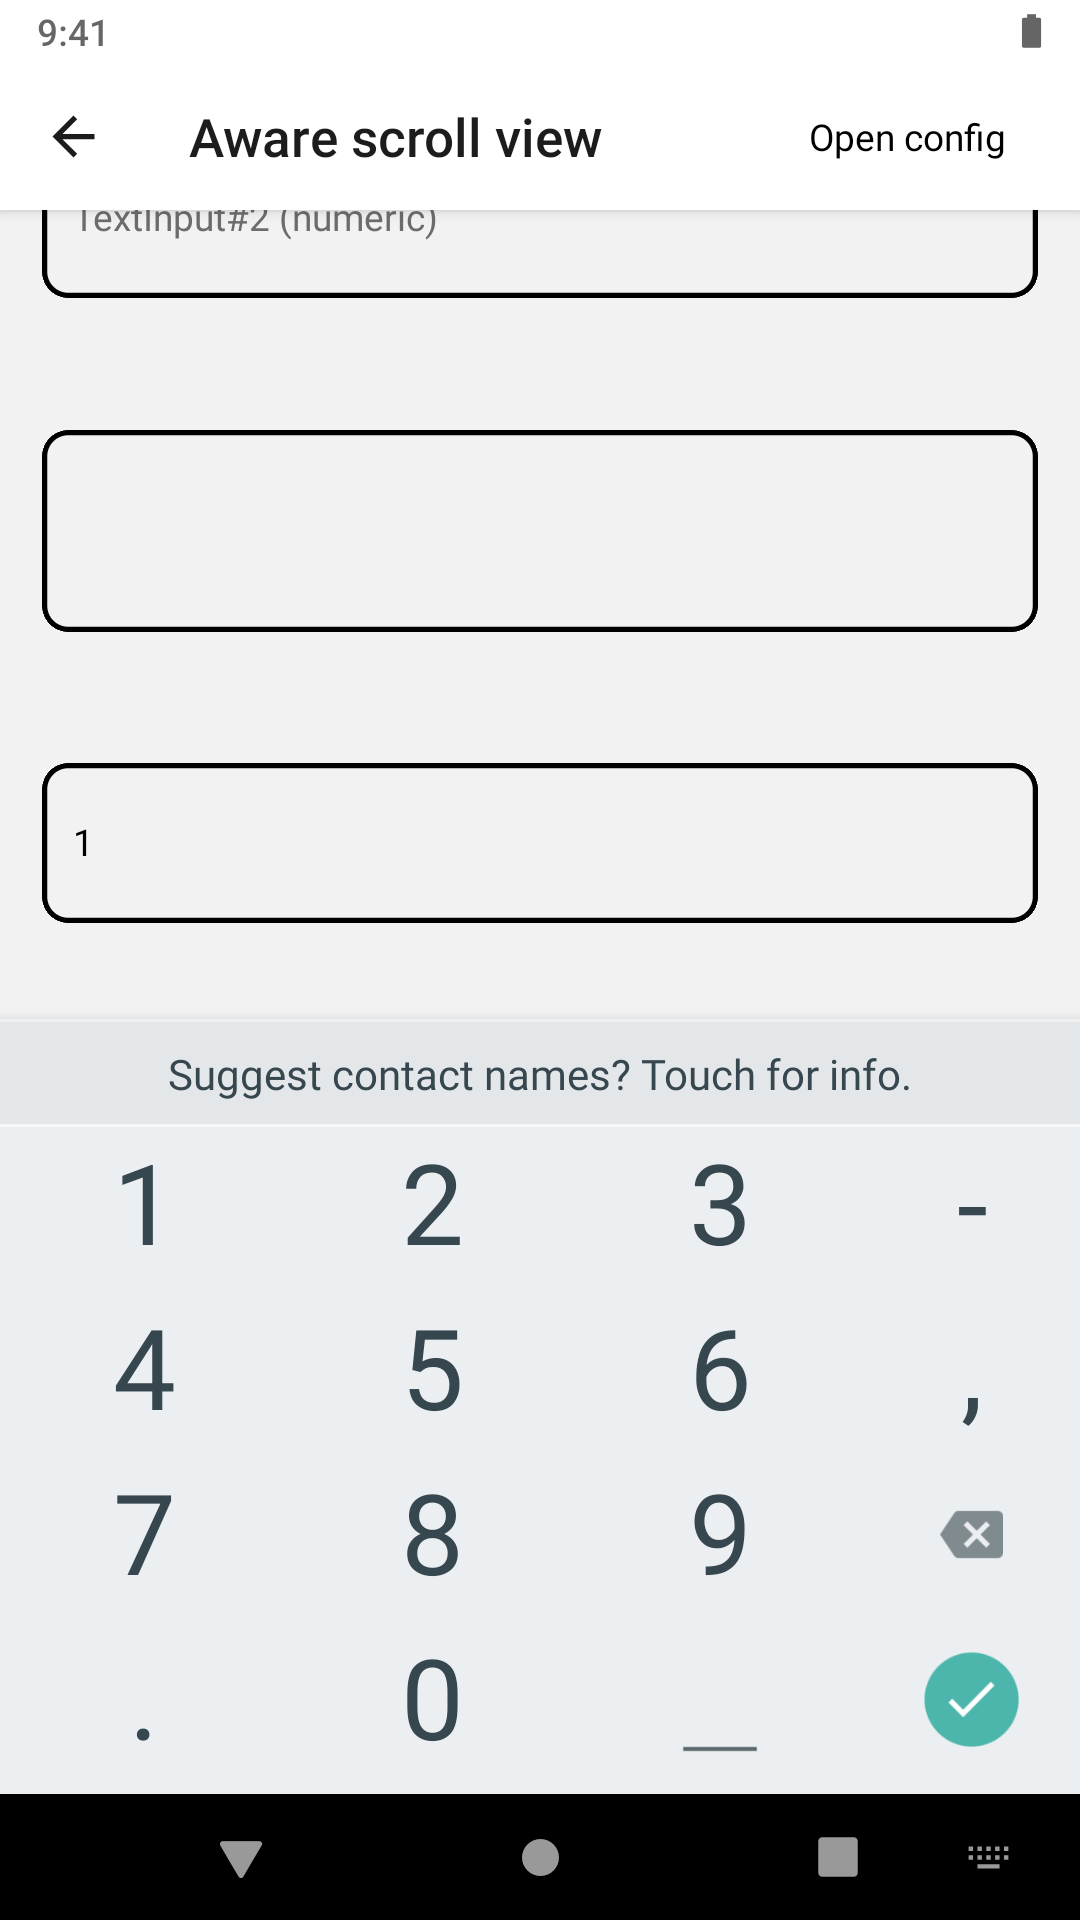 9:41
Aware scroll view
Open config
TextInput#2 (numeric)
1
Suggest contact names? Touch for info.
1 2 3 -
4 5 6 ,
7 8 9
. 0 _